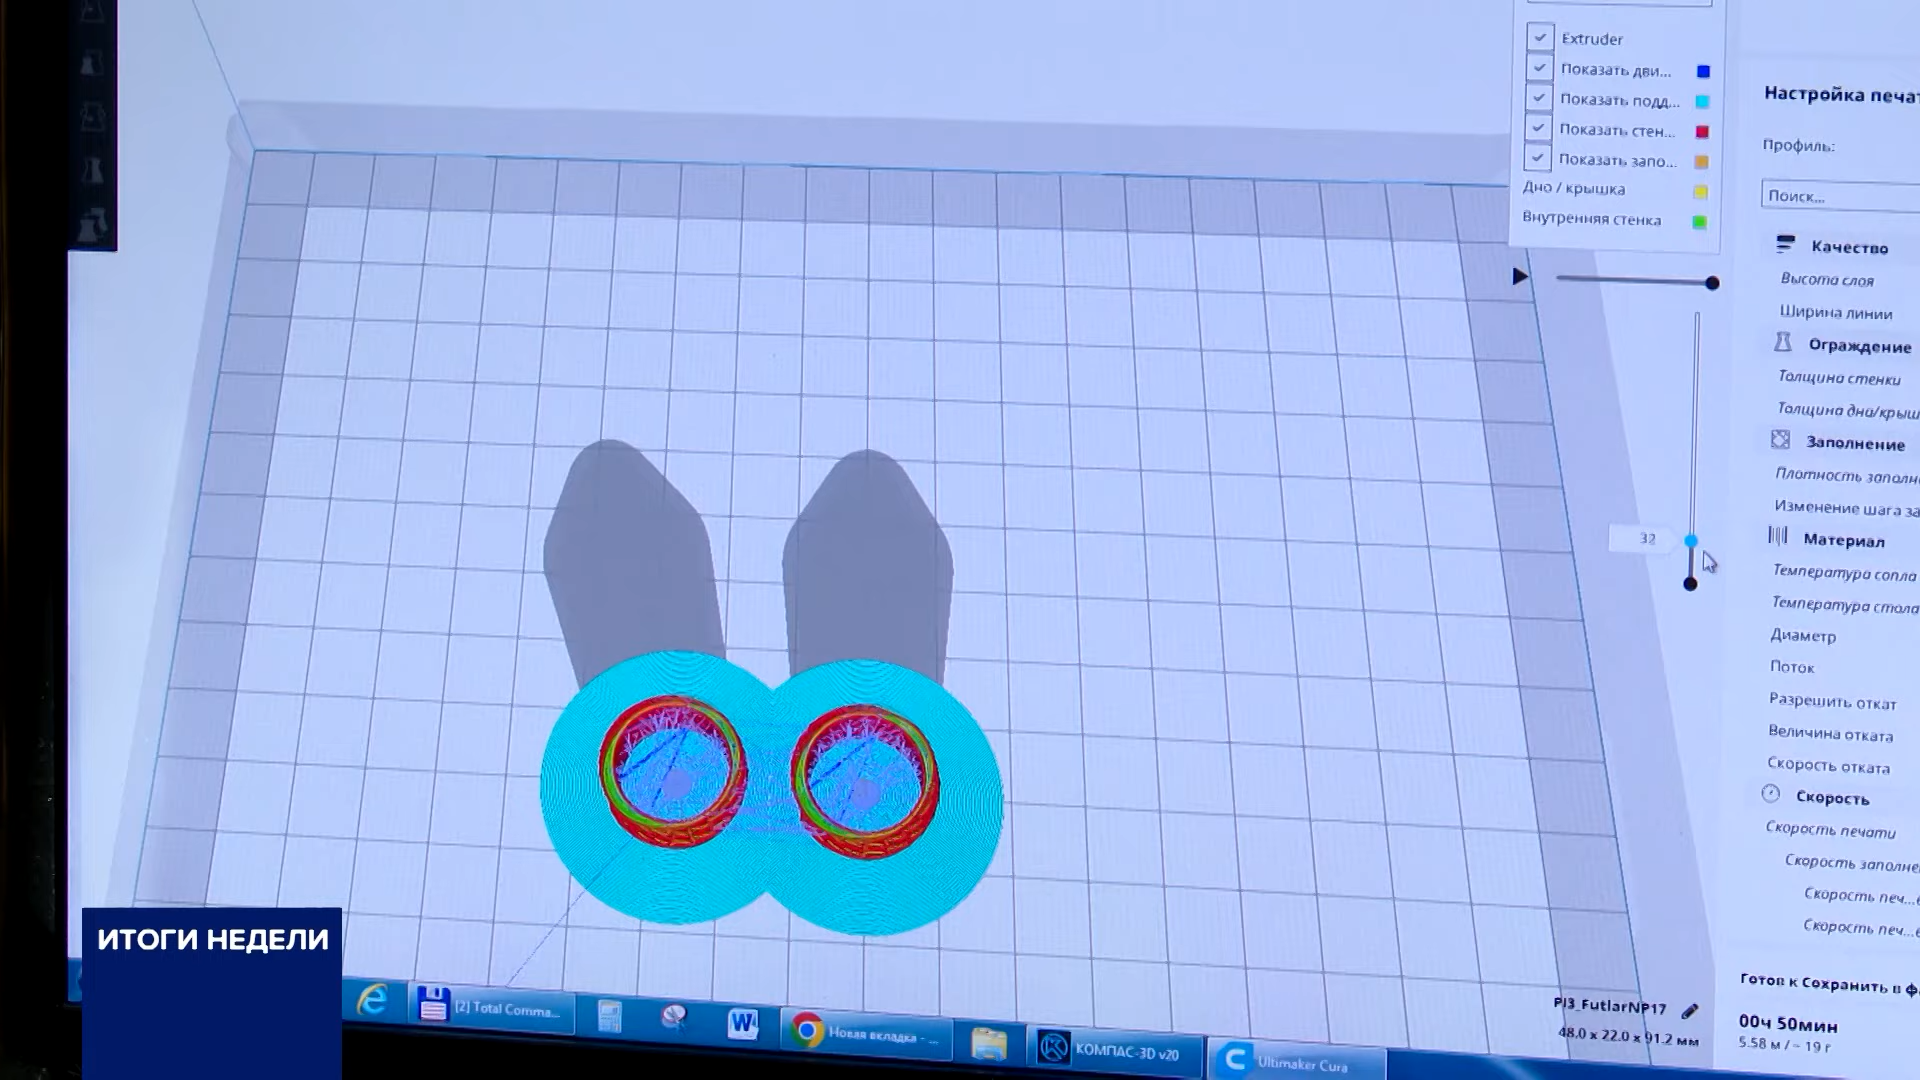 Extruder
Показать дви...
Показать подд...
Показать стен...
Показать запо...
Дно / крышка
Внутренняя стенка
32
Настройка печат
Профиль:
Поиск...
Качество
Высота слоя
Ширина линии
Ограждение
Толщина стенки
Толщина дна/крыш
Заполнение
Плотность заполн
Изменение шага за
Материал
Температура сопла
Температура стола
Диаметр
Поток
Разрешить откат
Величина отката
Скорость отката
Скорость
Скорость печати
Скорость заполне
Скорость печ...
Скорость печ...
Готов к Сохранить в ф
00ч 50мин
5.58 м / ~ 19 г
PI3_FutlarNP17
48.0 x 22.0 x 91.2 мм
ИТОГИ НЕДЕЛИ
[2] Total Comma...
W
Новая вкладка - ...
КОМПАС-3D v20
Ultimaker Cura